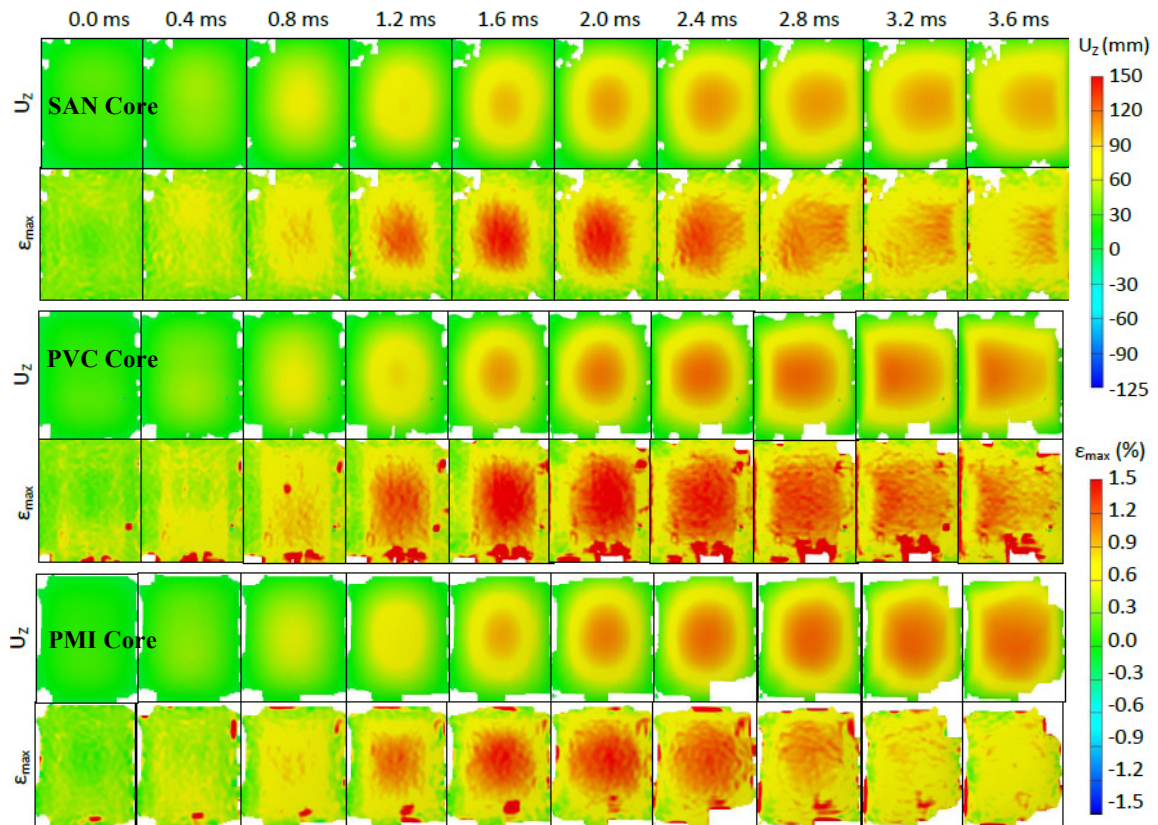 0.0 ms 0.4 ms 0.8 ms 1.2 ms 1.6 ms 2.0 ms 2.4 ms 2.8 ms 3.2 ms 3.6 ms
U_Z (mm)
150
120
90
60
30
0
-30
-60
-90
-125
U_Z
SAN Core
ε_max
U_Z
PVC Core
ε_max
ε_max (%)
1.5
1.2
0.9
0.6
0.3
0.0
-0.3
-0.6
-0.9
-1.2
-1.5
U_Z
PMI Core
ε_max